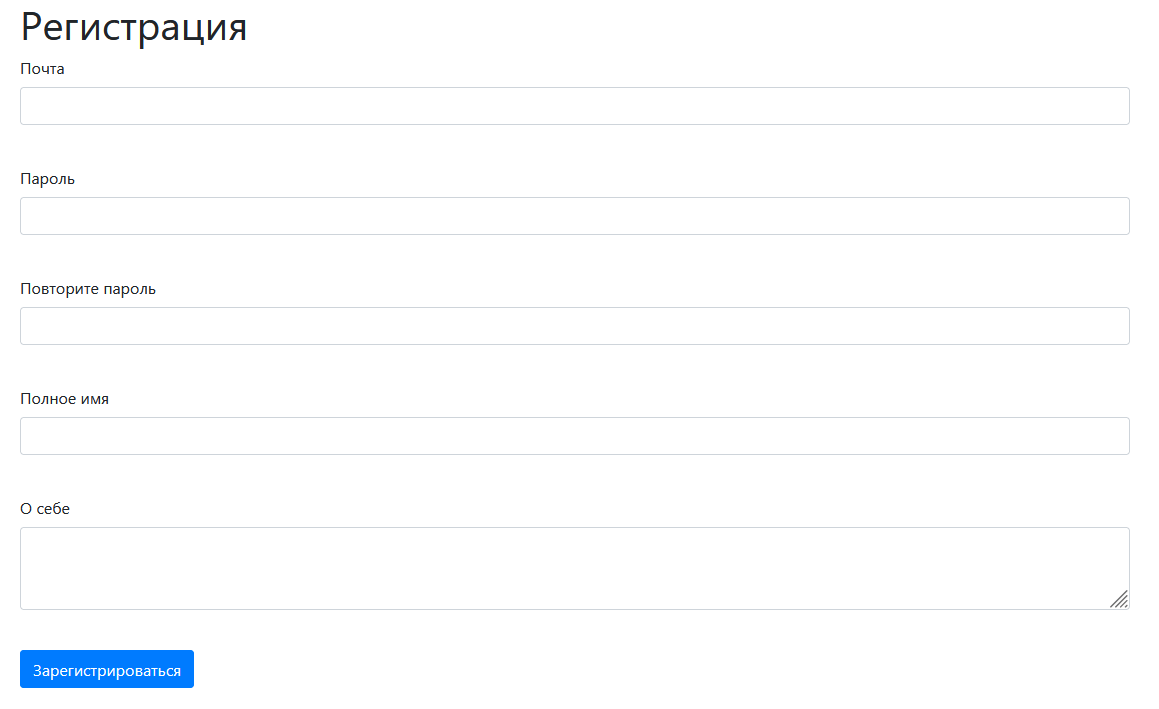 Регистрация
Почта
Пароль
Повторите пароль
Полное имя
О себе
Зарегистрироваться